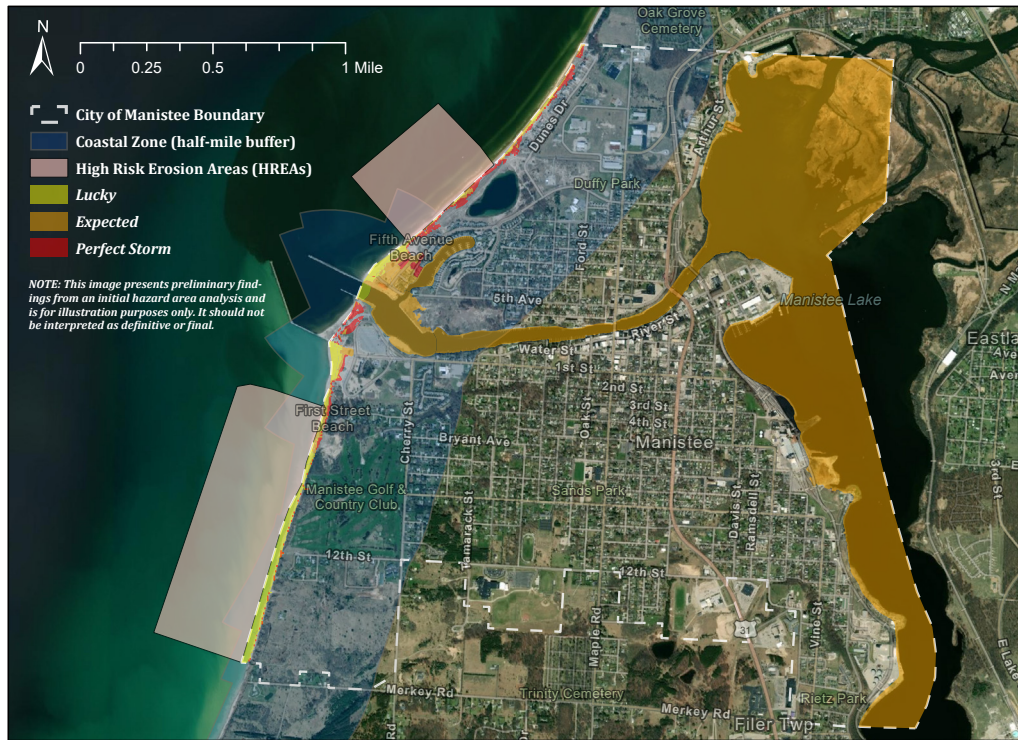 N
0 0.25 0.5 1 Mile
City of Manistee Boundary
Coastal Zone (half-mile buffer)
High Risk Erosion Areas (HREAs)
Lucky
Expected
Perfect Storm
NOTE: This image presents preliminary find-
ings from an initial hazard area analysis and
is for illustration purposes only. It should not
be interpreted as definitive or final.
Oak Grove
Cemetery
Dunes Dr
Arthur St
Duffy Park
Ford St
Fifth Avenue
Beach
5th Ave
Manistee Lake
River St
Water St
1st St
2nd St
3rd St
4th St
Oak St
Manistee
Eastla
Ave
Aver
First Street
Beach
Cherry St
Bryant Ave
Sands Park
Davis St
Ramsdell St
3rd St
Manistee Golf &
Country Club
Tamarack St
12th St
12th St
31
Maple Rd
Vine St
E Lake
Merkey Rd
Trinity Cemetery
Merkey Rd
Rietz Park
Filer Twp
Rd
Dr